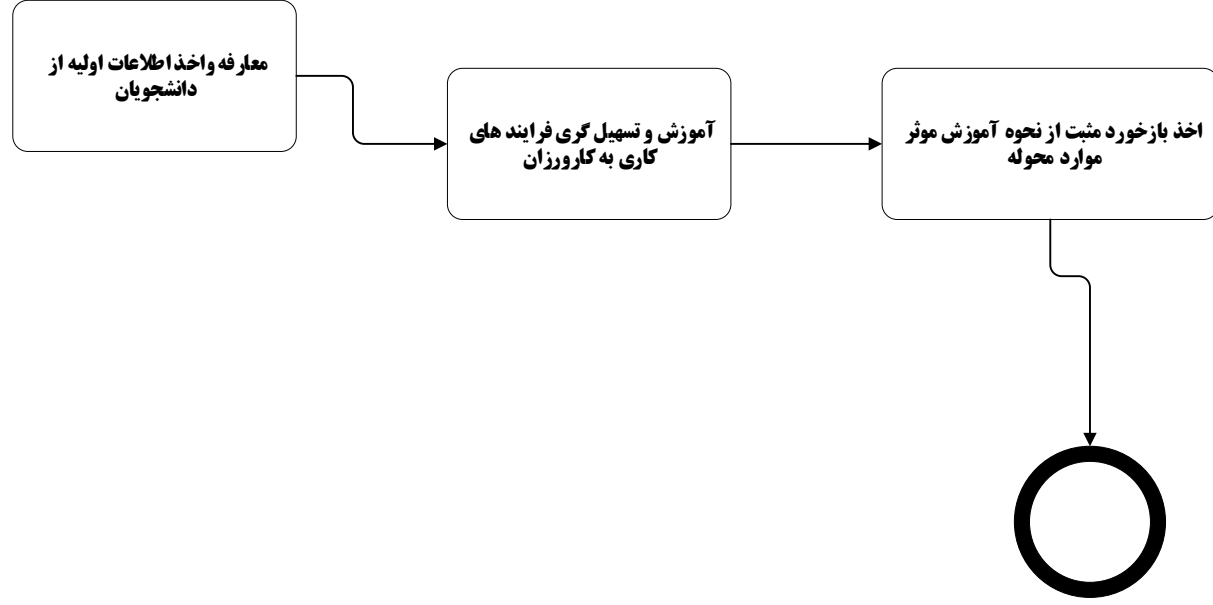 معارفه واخذ اطلاعات اولیه از
دانشجویان
آموزش و تسهیل گری فرایند های
کاری به کارورزان
اخذ بازخورد مثبت از نحوه آموزش موثر
موارد محوله